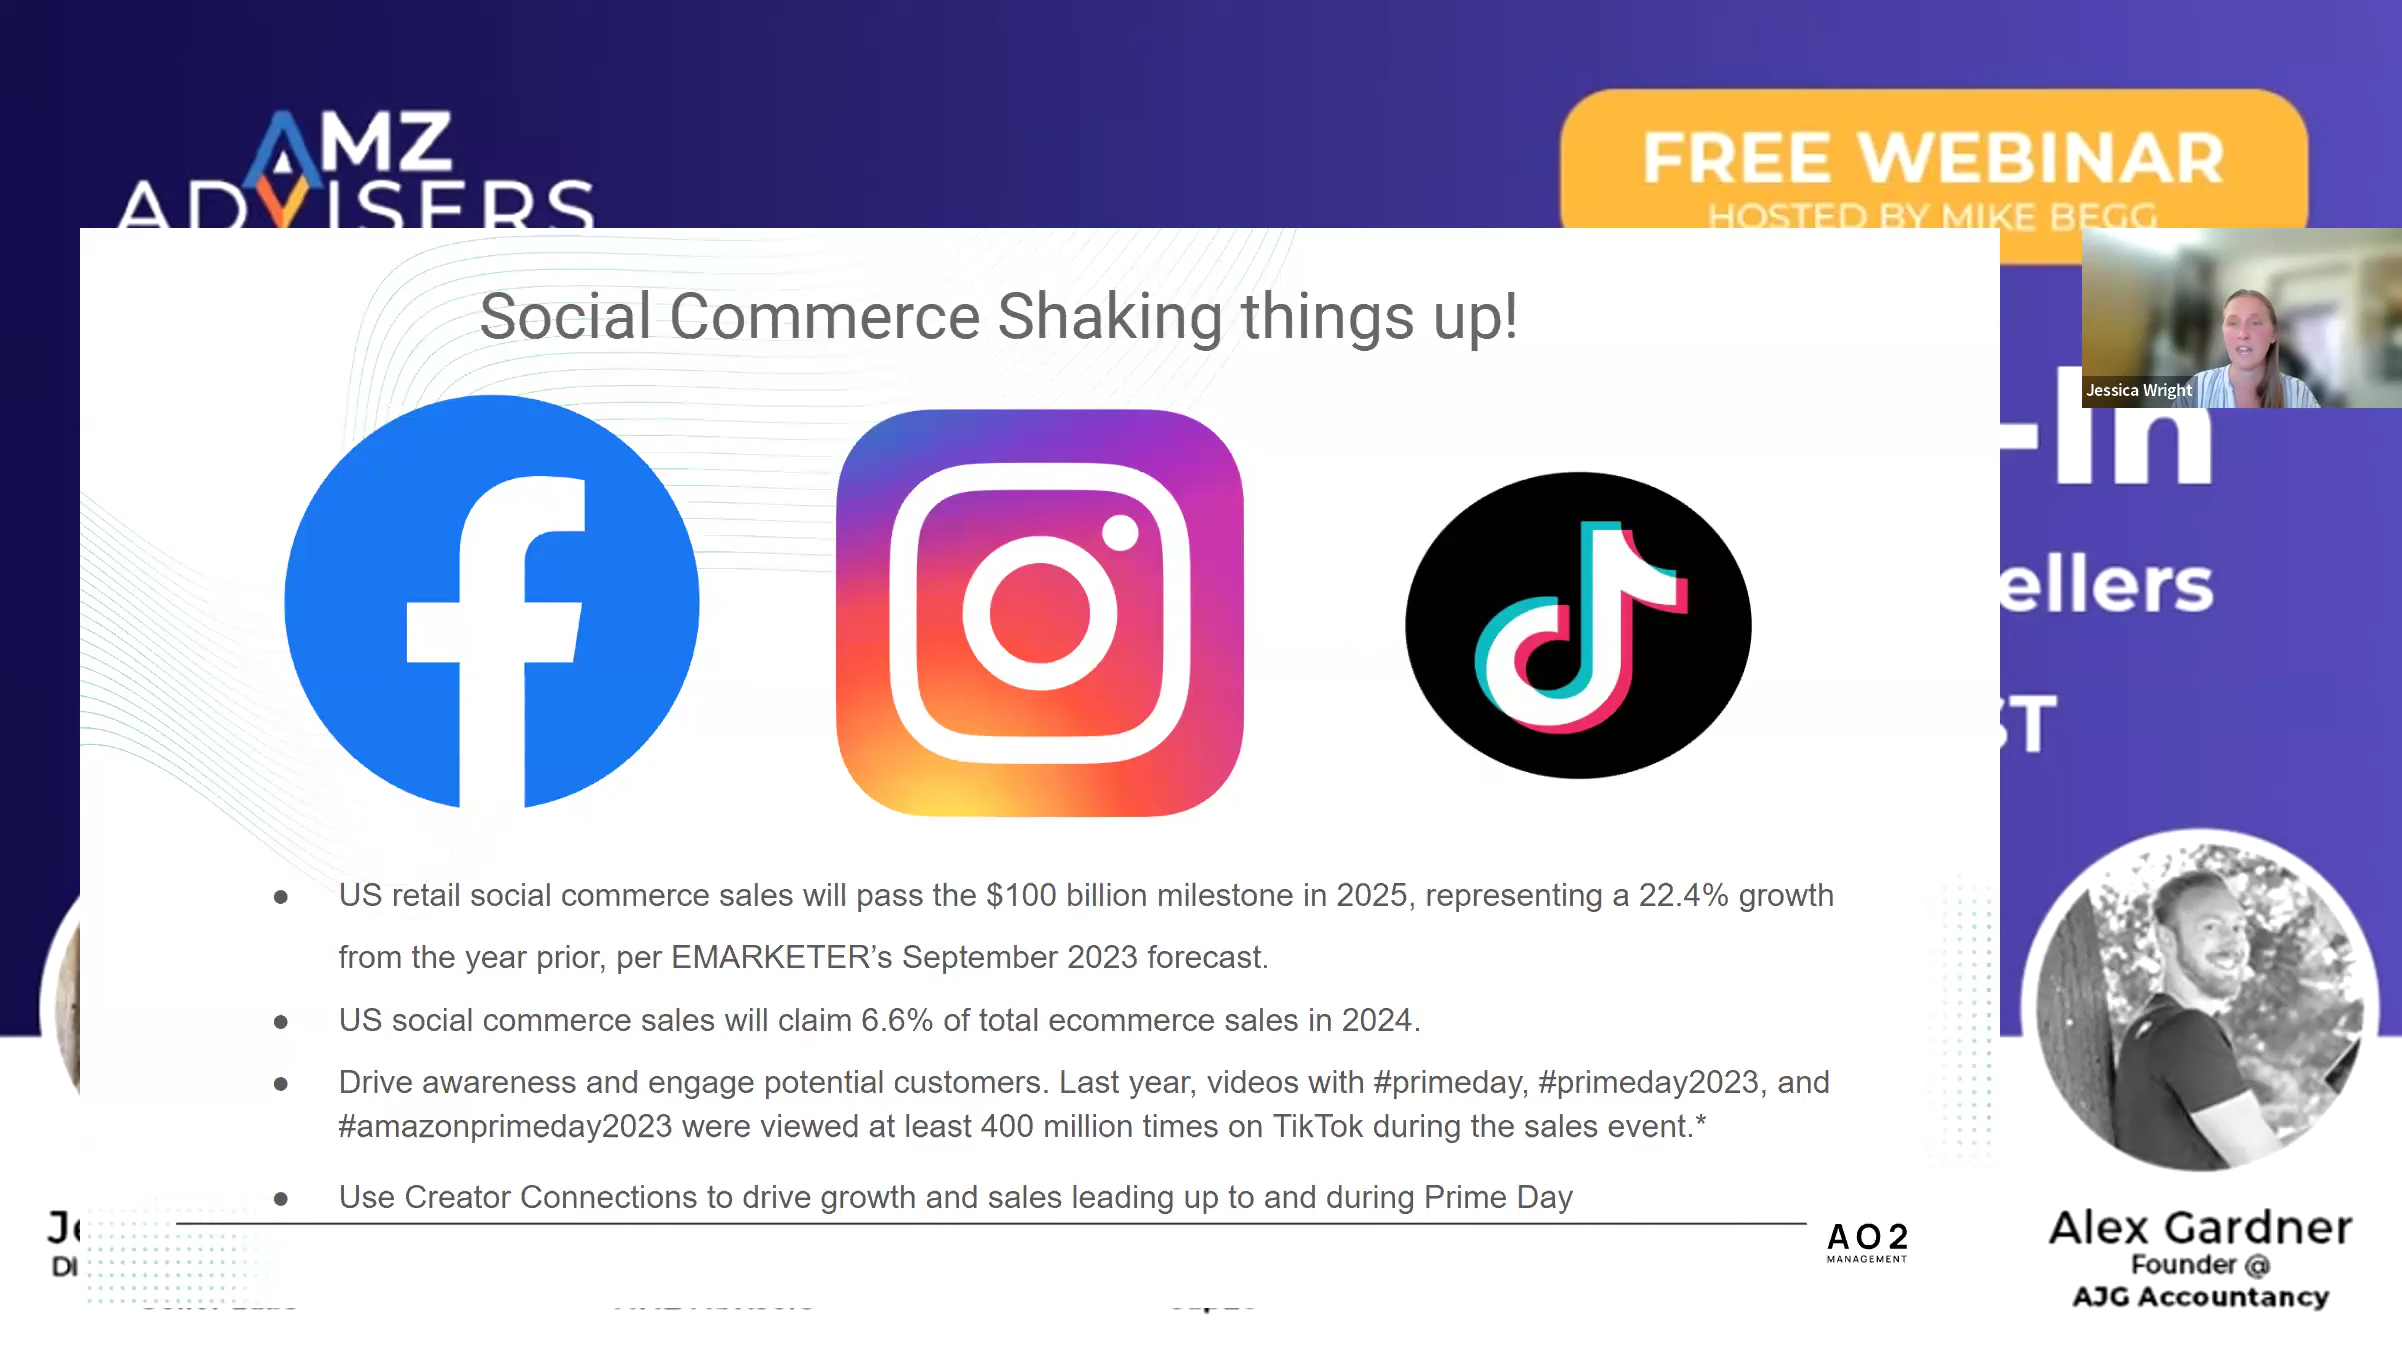 AMZ
ADVISERS
FREE WEBINAR
HOSTED BY MIKE BEGG
Jessica Wright
-In
ellers
ST
Social Commerce Shaking things up!
● US retail social commerce sales will pass the $100 billion milestone in 2025, representing a 22.4% growth
from the year prior, per EMARKETER’s September 2023 forecast.
● US social commerce sales will claim 6.6% of total ecommerce sales in 2024.
● Drive awareness and engage potential customers. Last year, videos with #primeday, #primeday2023, and
#amazonprimeday2023 were viewed at least 400 million times on TikTok during the sales event.*
● Use Creator Connections to drive growth and sales leading up to and during Prime Day
AO2
MANAGEMENT
Je
DI
Alex Gardner
Founder @
AJG Accountancy